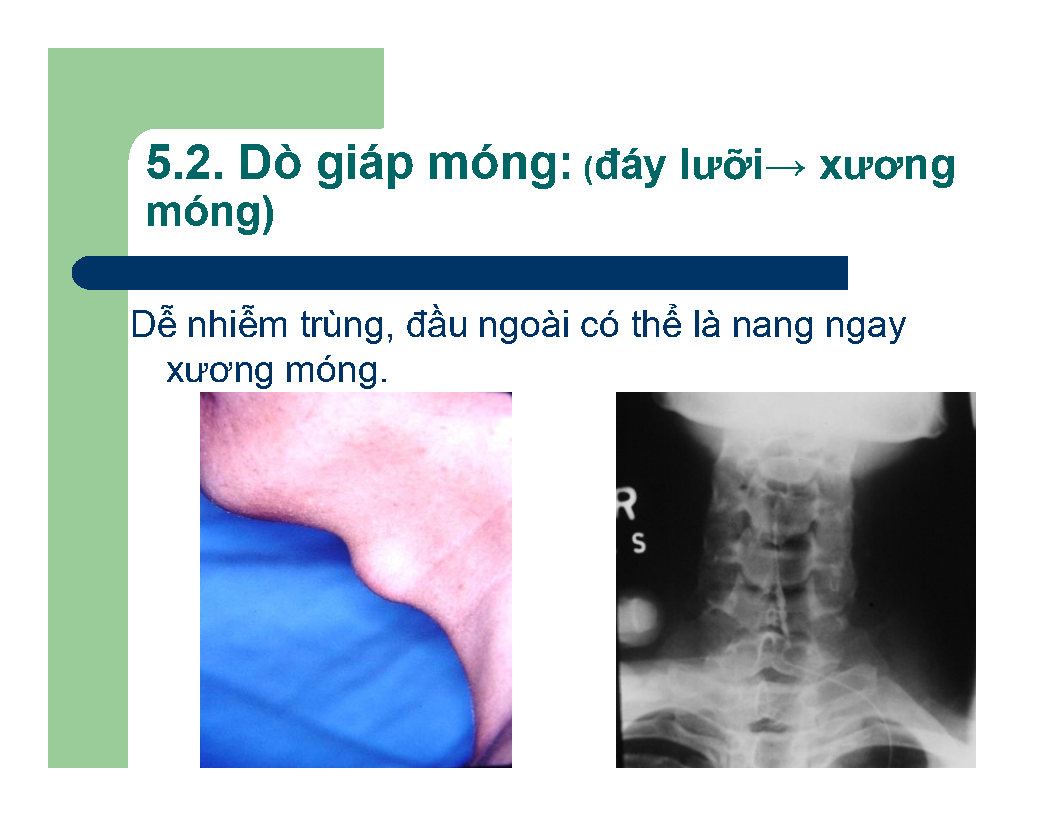 5.2. Dò giáp móng: (đáy lưỡi→ xương
móng)
Dễ nhiễm trùng, đầu ngoài có thể là nang ngay
xương móng.
R
S